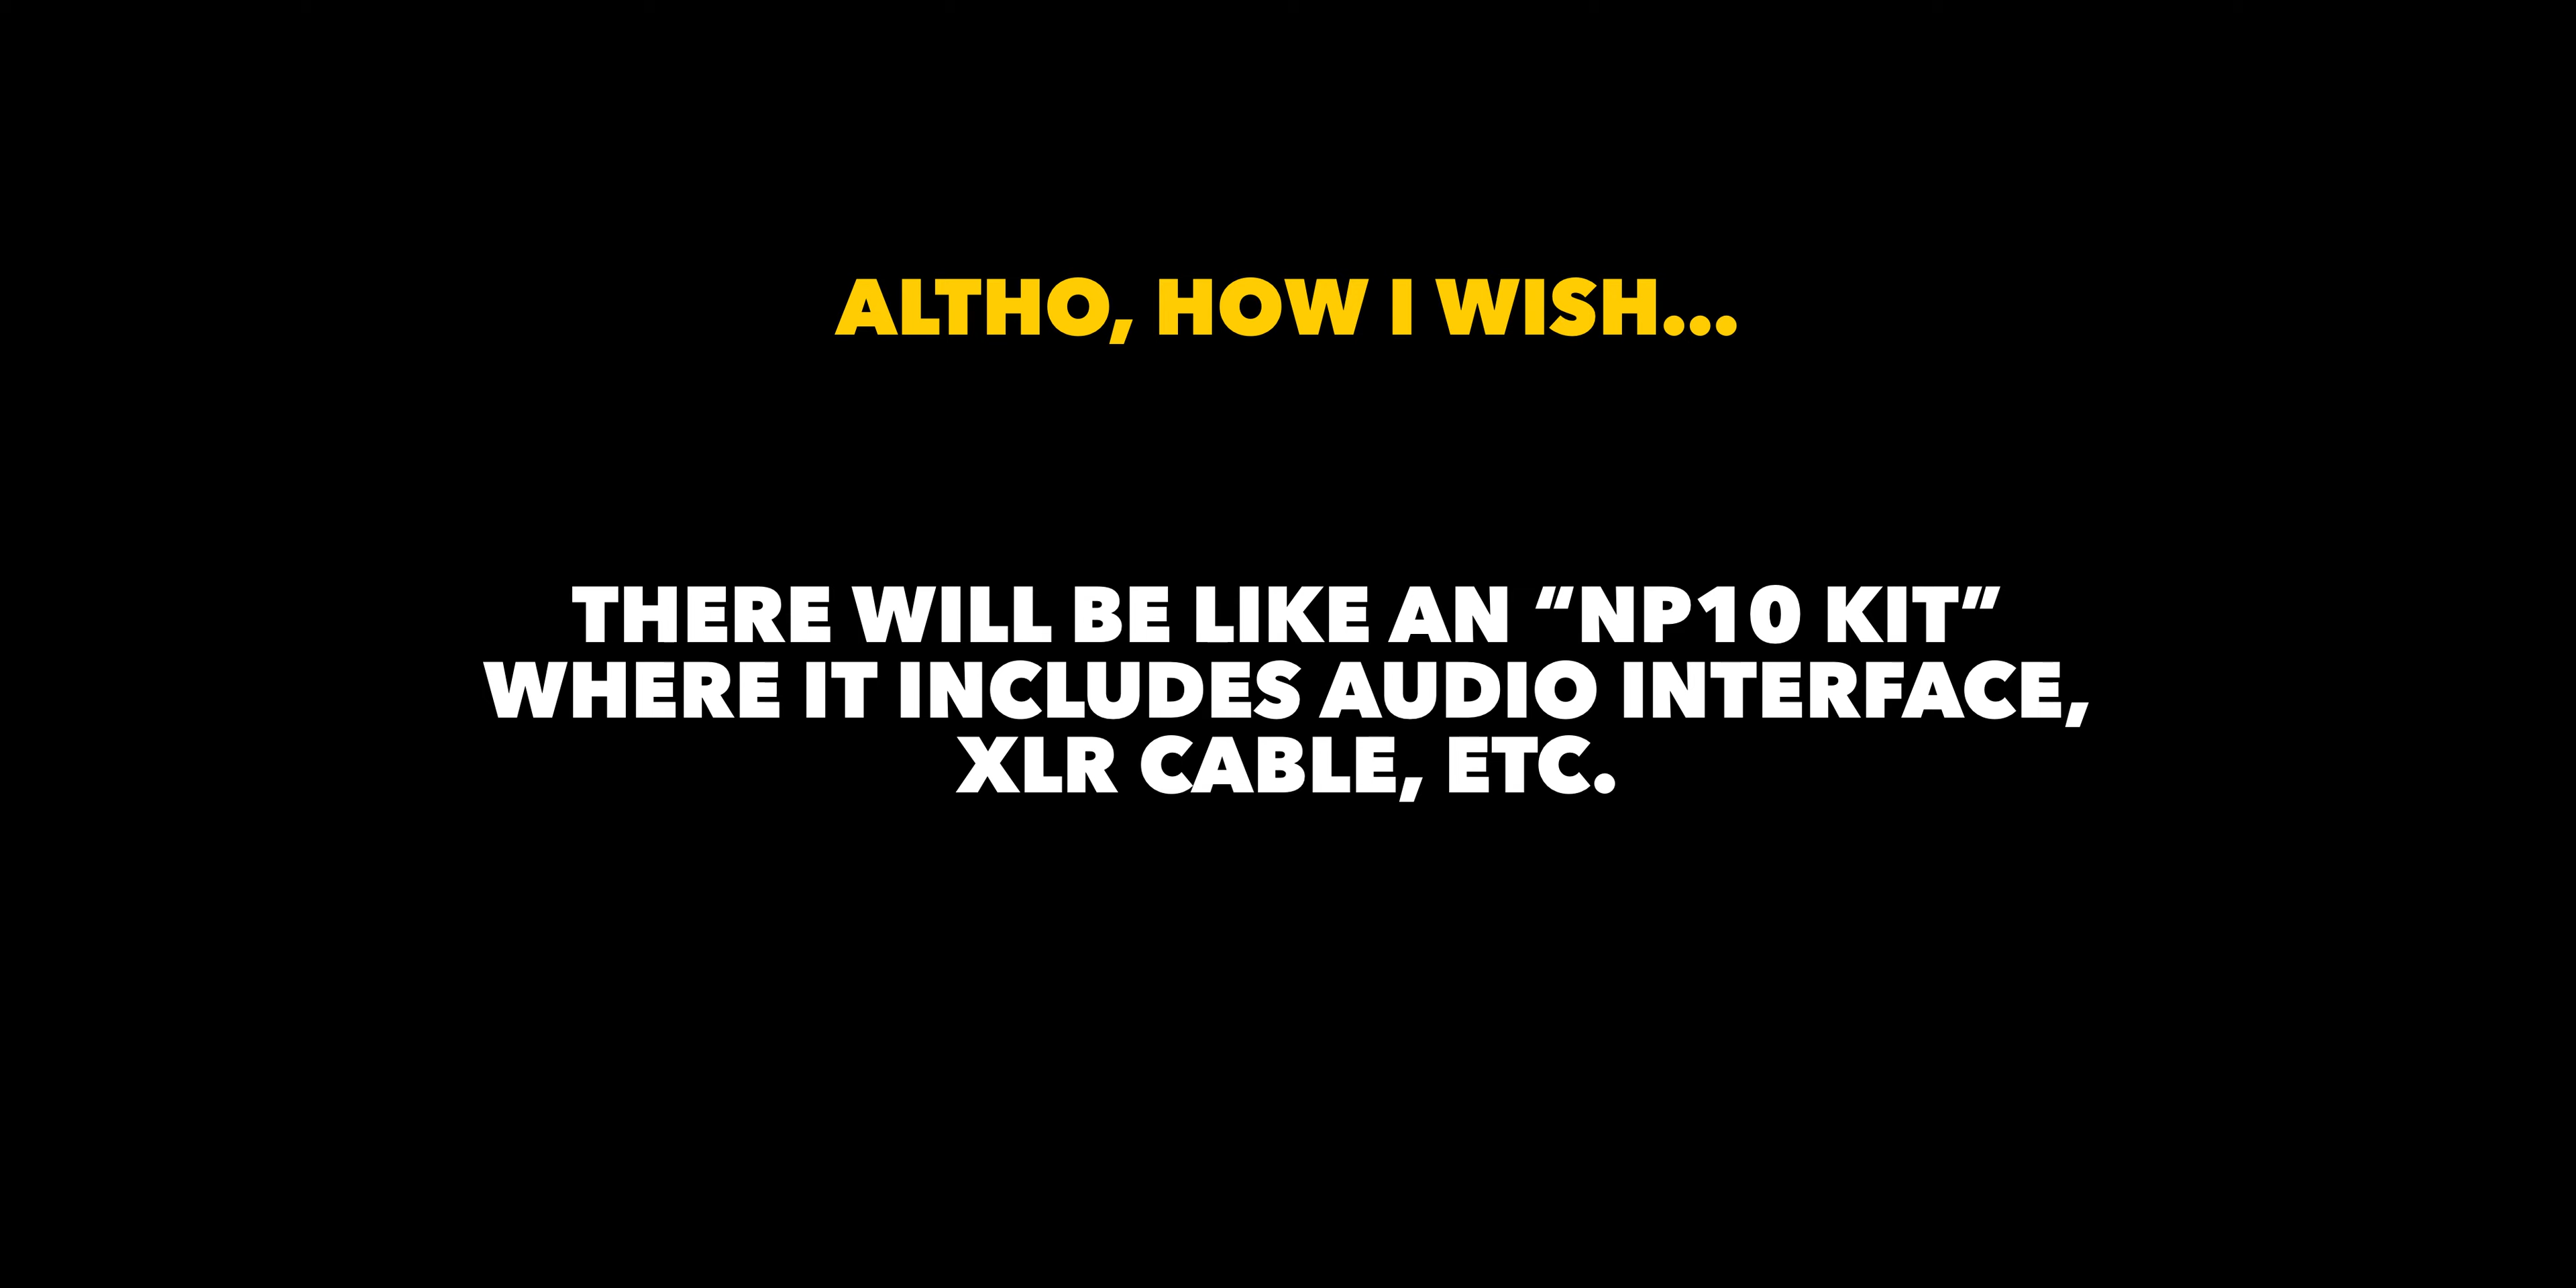 ALTHO, HOW I WISH...
THERE WILL BE LIKE AN "NP10 KIT"
WHERE IT INCLUDES AUDIO INTERFACE,
XLR CABLE, ETC.